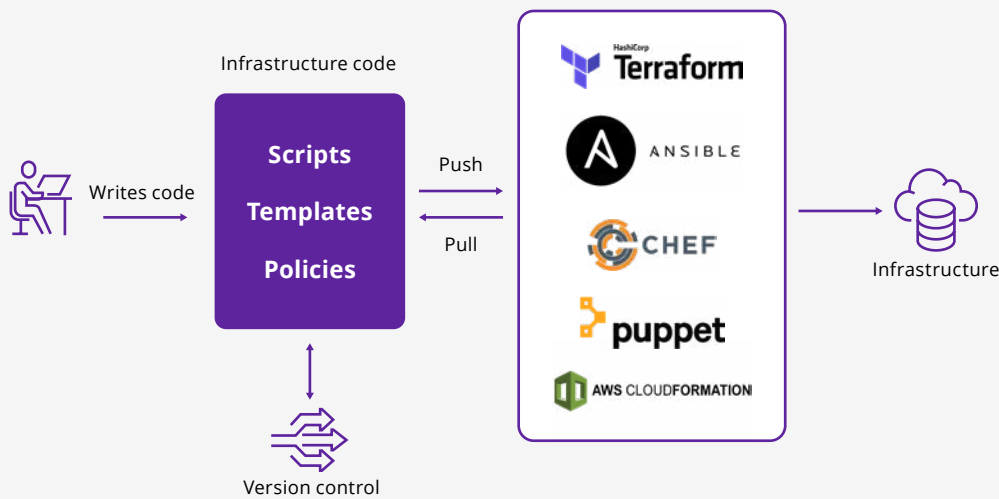 Infrastructure code
Scripts
Templates
Policies
Writes code
Push
Pull
HashiCorp
Terraform
ANSIBLE
CHEF
puppet
AWS CLOUDFORMATION
Infrastructure
Version control